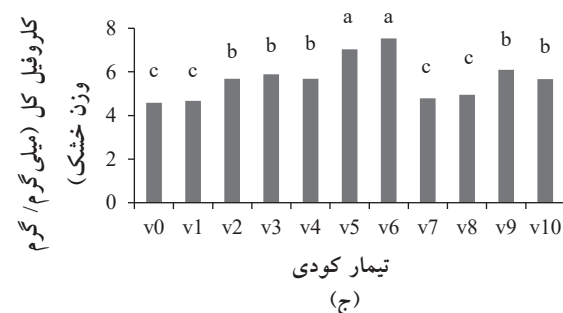 کلروفیل کل (میلی‌گرم/ گرم
وزن خشک)
8
6
4
2
0
c c b b b a a c c b b
v0 v1 v2 v3 v4 v5 v6 v7 v8 v9 v10
تیمار کودی
(ج)